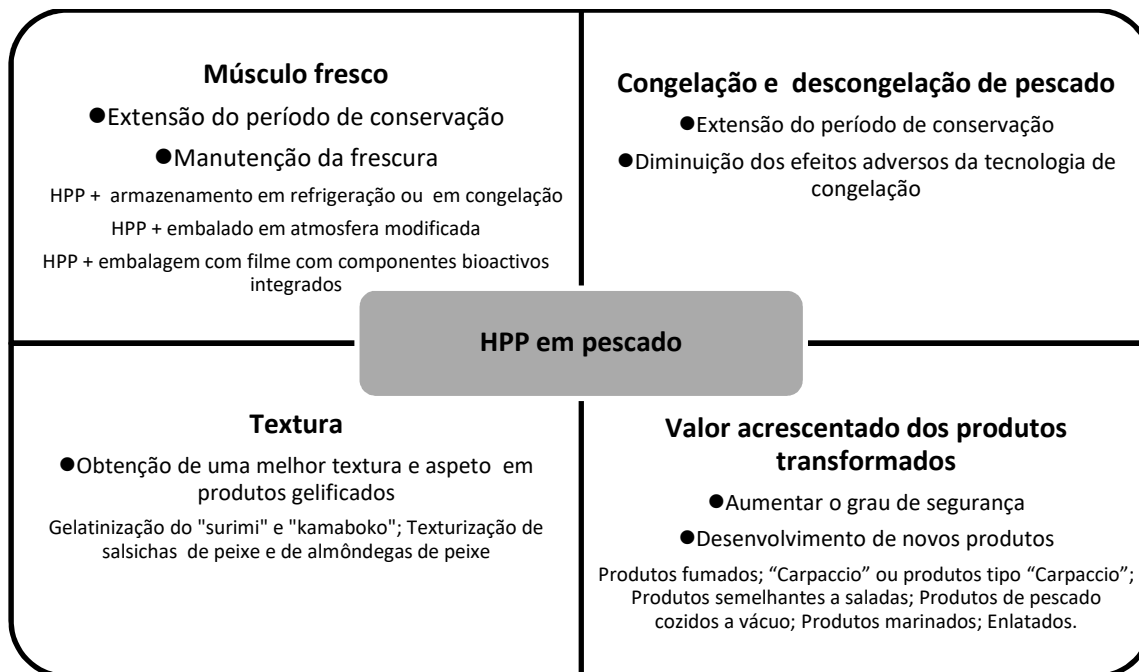 Músculo fresco
●Extensão do período de conservação
●Manutenção da frescura
HPP + armazenamento em refrigeração ou em congelação
HPP + embalado em atmosfera modificada
HPP + embalagem com filme com componentes bioactivos
integrados
Congelação e descongelação de pescado
●Extensão do período de conservação
●Diminuição dos efeitos adversos da tecnologia de
congelação
HPP em pescado
Textura
●Obtenção de uma melhor textura e aspeto em
produtos gelificados
Gelatinização do "surimi" e "kamaboko"; Texturização de
salsichas de peixe e de almôndegas de peixe
Valor acrescentado dos produtos
transformados
●Aumentar o grau de segurança
●Desenvolvimento de novos produtos
Produtos fumados; “Carpaccio” ou produtos tipo “Carpaccio”;
Produtos semelhantes a saladas; Produtos de pescado
cozidos a vácuo; Produtos marinados; Enlatados.